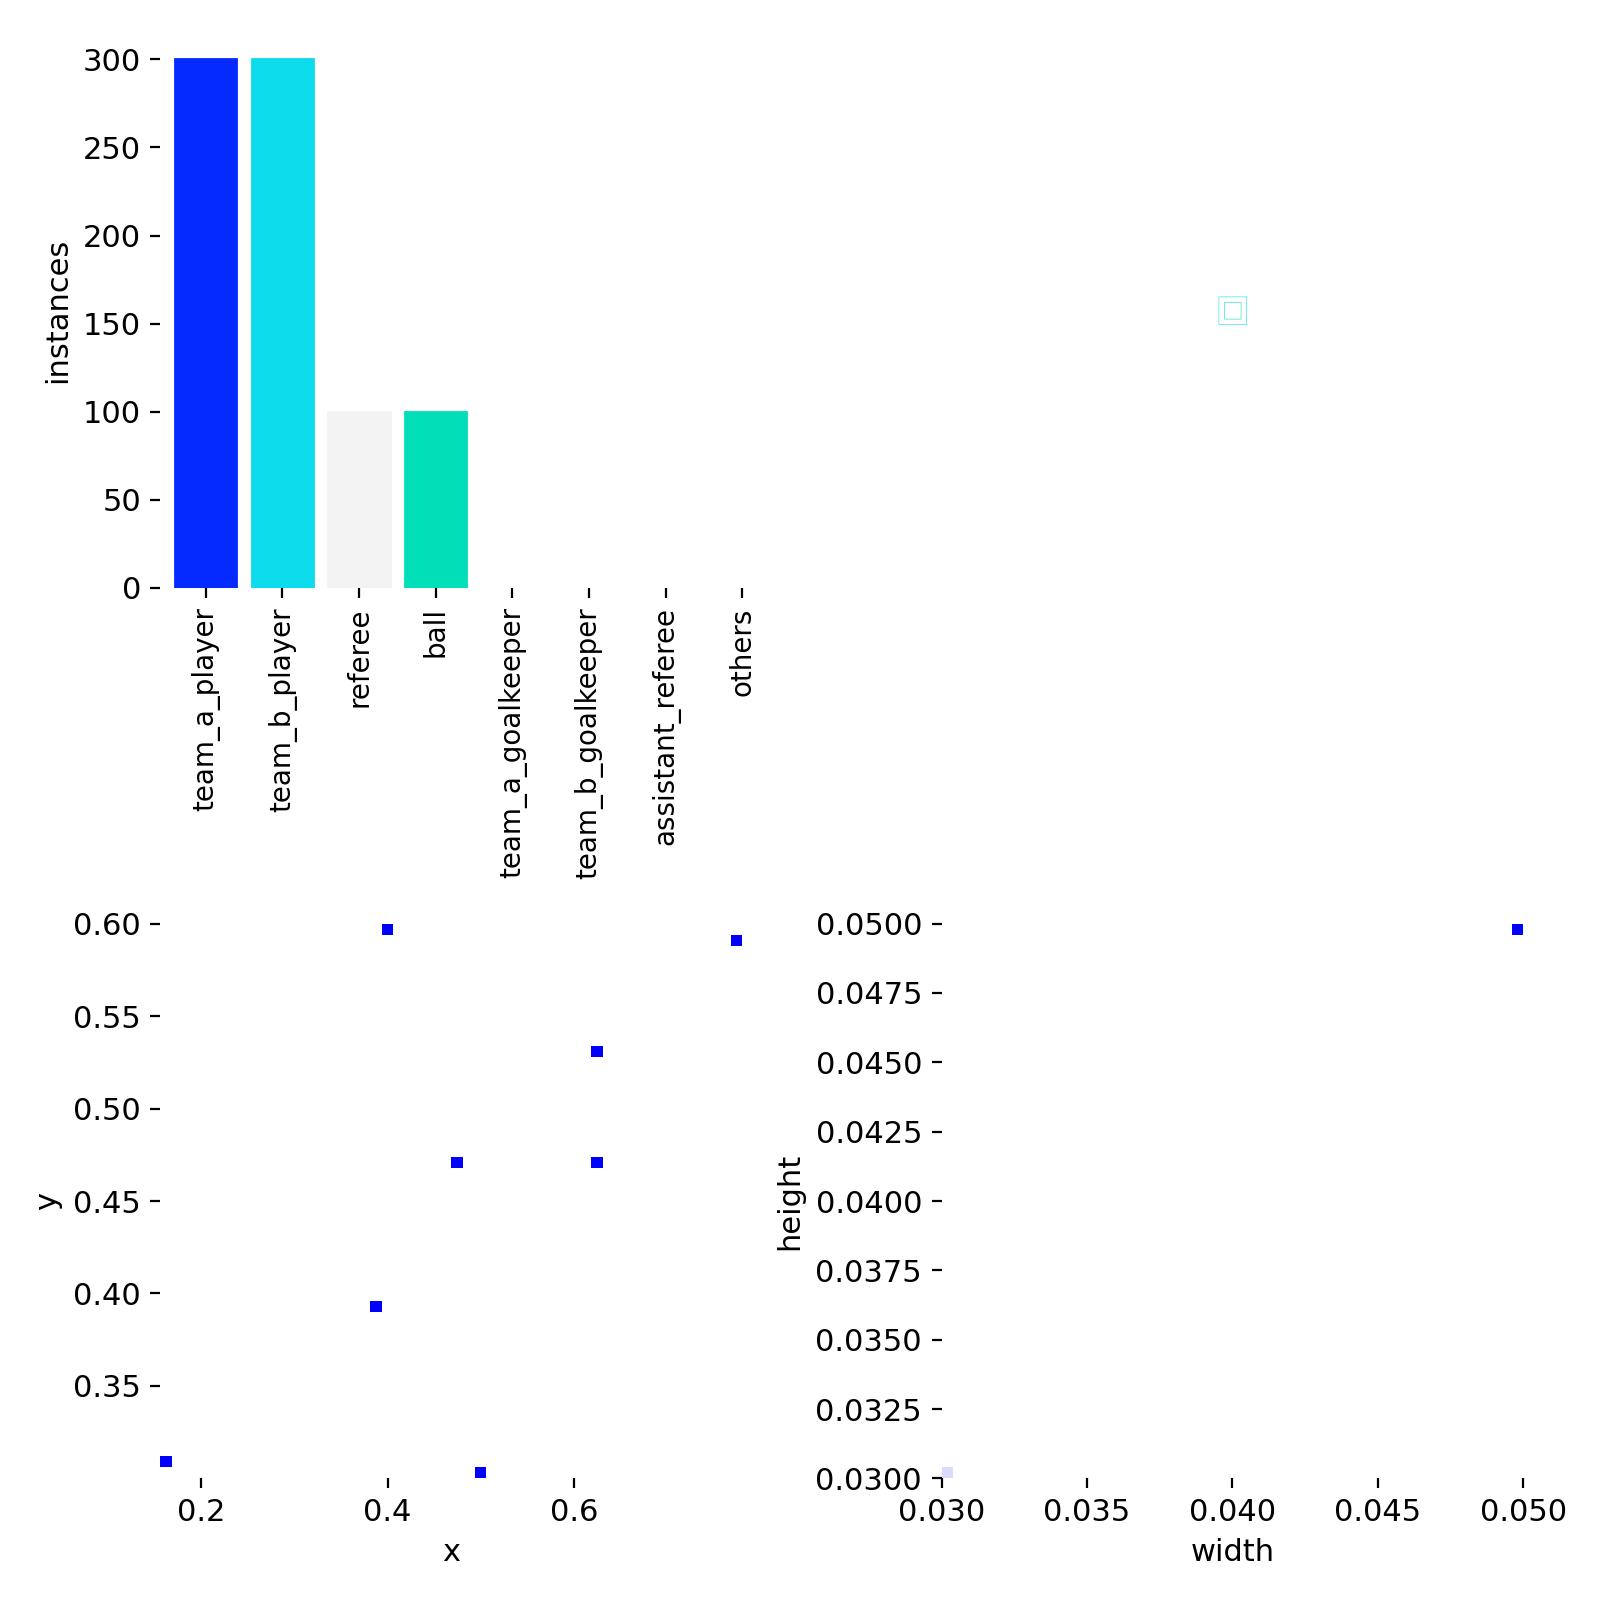 300
250
200
150
100
50
0
instances
team_a_player
team_b_player
referee
ball
team_a_goalkeeper
team_b_goalkeeper
assistant_referee
others
0.60
0.55
0.50
0.45
0.40
0.35
y
0.2 0.4 0.6
x
0.0500
0.0475
0.0450
0.0425
0.0400
0.0375
0.0350
0.0325
0.0300
height
0.030 0.035 0.040 0.045 0.050
width